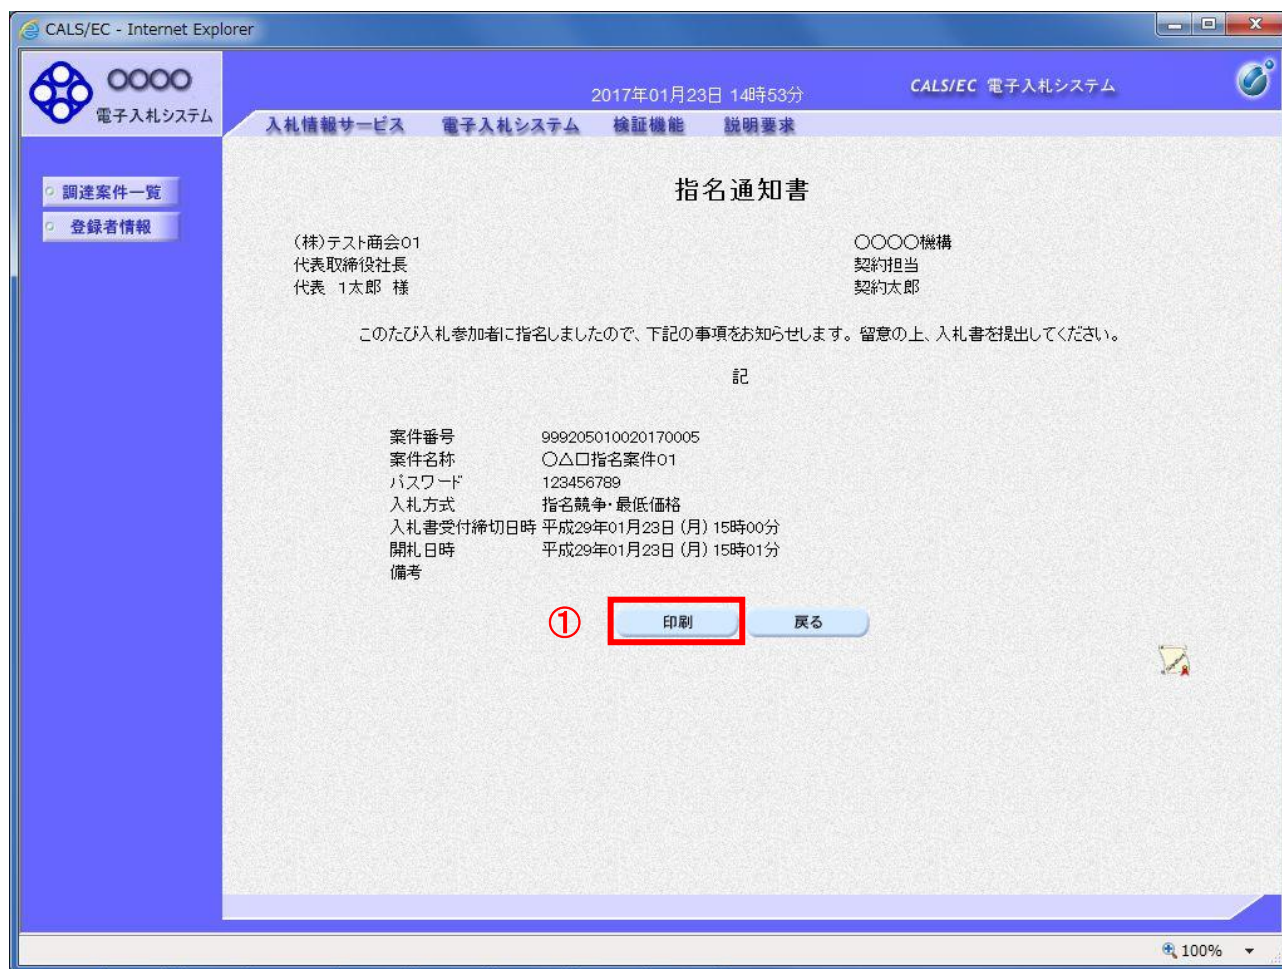 CALS/EC - Internet Explorer
〇〇〇〇
電子入札システム
2017年01月23日 14時53分
CALS/EC 電子入札システム
入札情報サービス 電子入札システム 検証機能 説明要求
調達案件一覧
登録者情報
指名通知書
(株)テスト商会01
代表取締役社長
代表 1太郎 様
〇〇〇〇機構
契約担当
契約太郎
このたび入札参加者に指名しましたので、下記の事項をお知らせします。留意の上、入札書を提出してください。
記
案件番号 999205010020170005
案件名称 〇△口指名案件01
パスワード 123456789
入札方式 指名競争・最低価格
入札書受付締切日時 平成29年01月23日 (月) 15時00分
開札日時 平成29年01月23日 (月) 15時01分
備考
① 印刷 戻る
100%